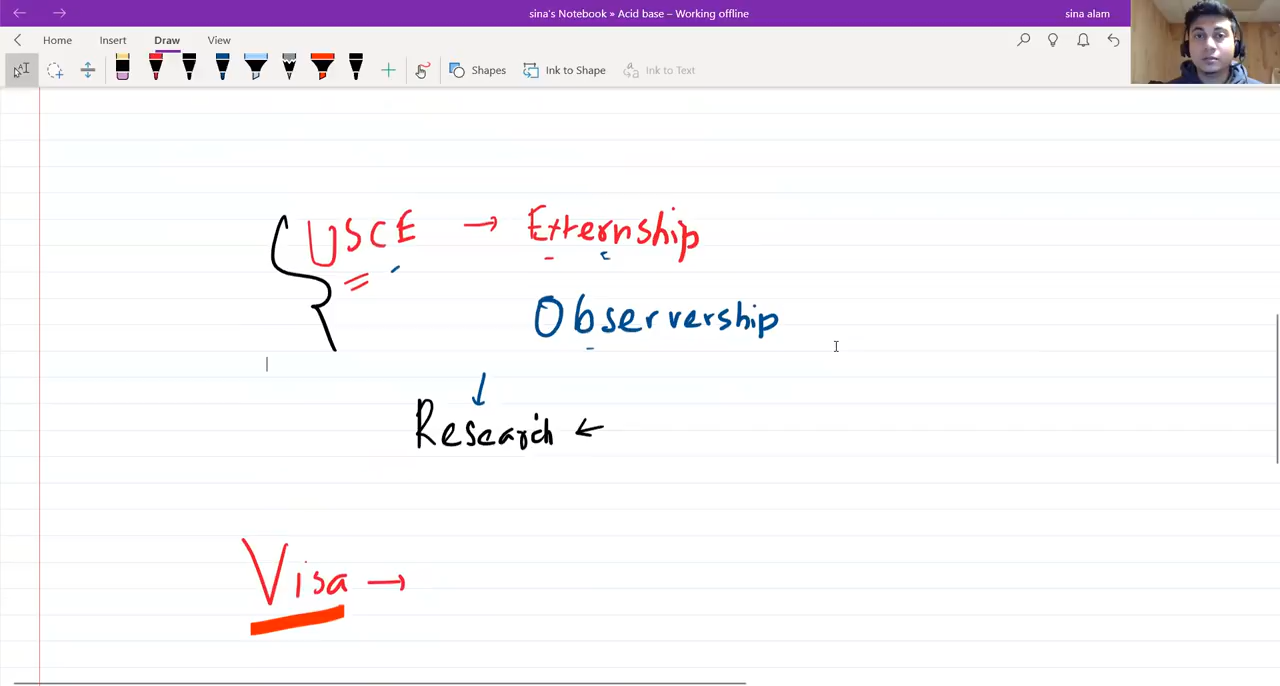 sina's Notebook » Acid base – Working offline
sina alam
Home Insert Draw View
Shapes Ink to Shape Ink to Text
USCE → Externship
Observership
↓
Research ←
Visa →